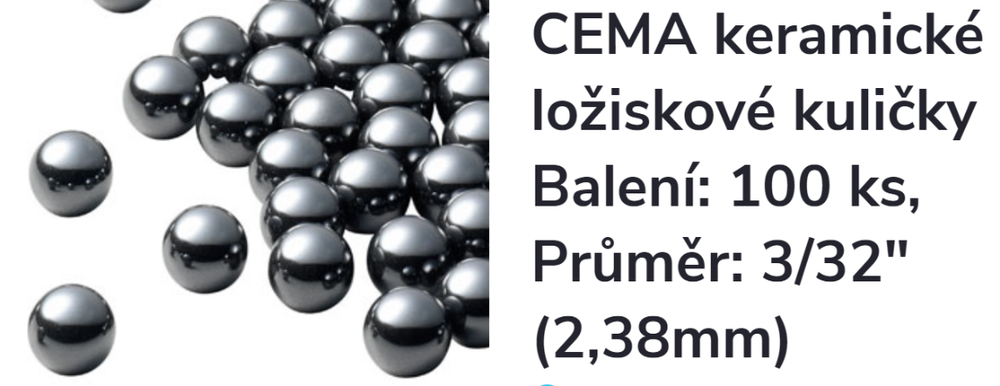 CEMA keramické
ložiskové kuličky
Balení: 100 ks,
Průměr: 3/32"
(2,38mm)